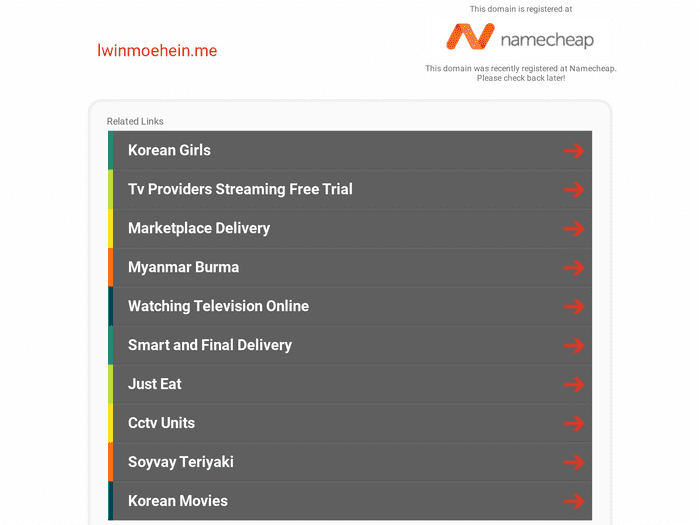 This domain is registered at
lwinmoehein.me
namecheap
This domain was recently registered at Namecheap.
Please check back later!
Related Links
Korean Girls
Tv Providers Streaming Free Trial
Marketplace Delivery
Myanmar Burma
Watching Television Online
Smart and Final Delivery
Just Eat
Cctv Units
Soyvay Teriyaki
Korean Movies